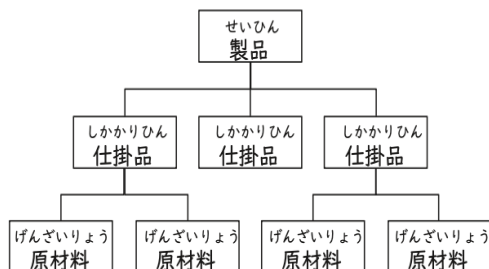 せいひん
製品
しかかりひん
仕掛品
しかかりひん
仕掛品
しかかりひん
仕掛品
げんざいりょう
原材料
げんざいりょう
原材料
げんざいりょう
原材料
げんざいりょう
原材料